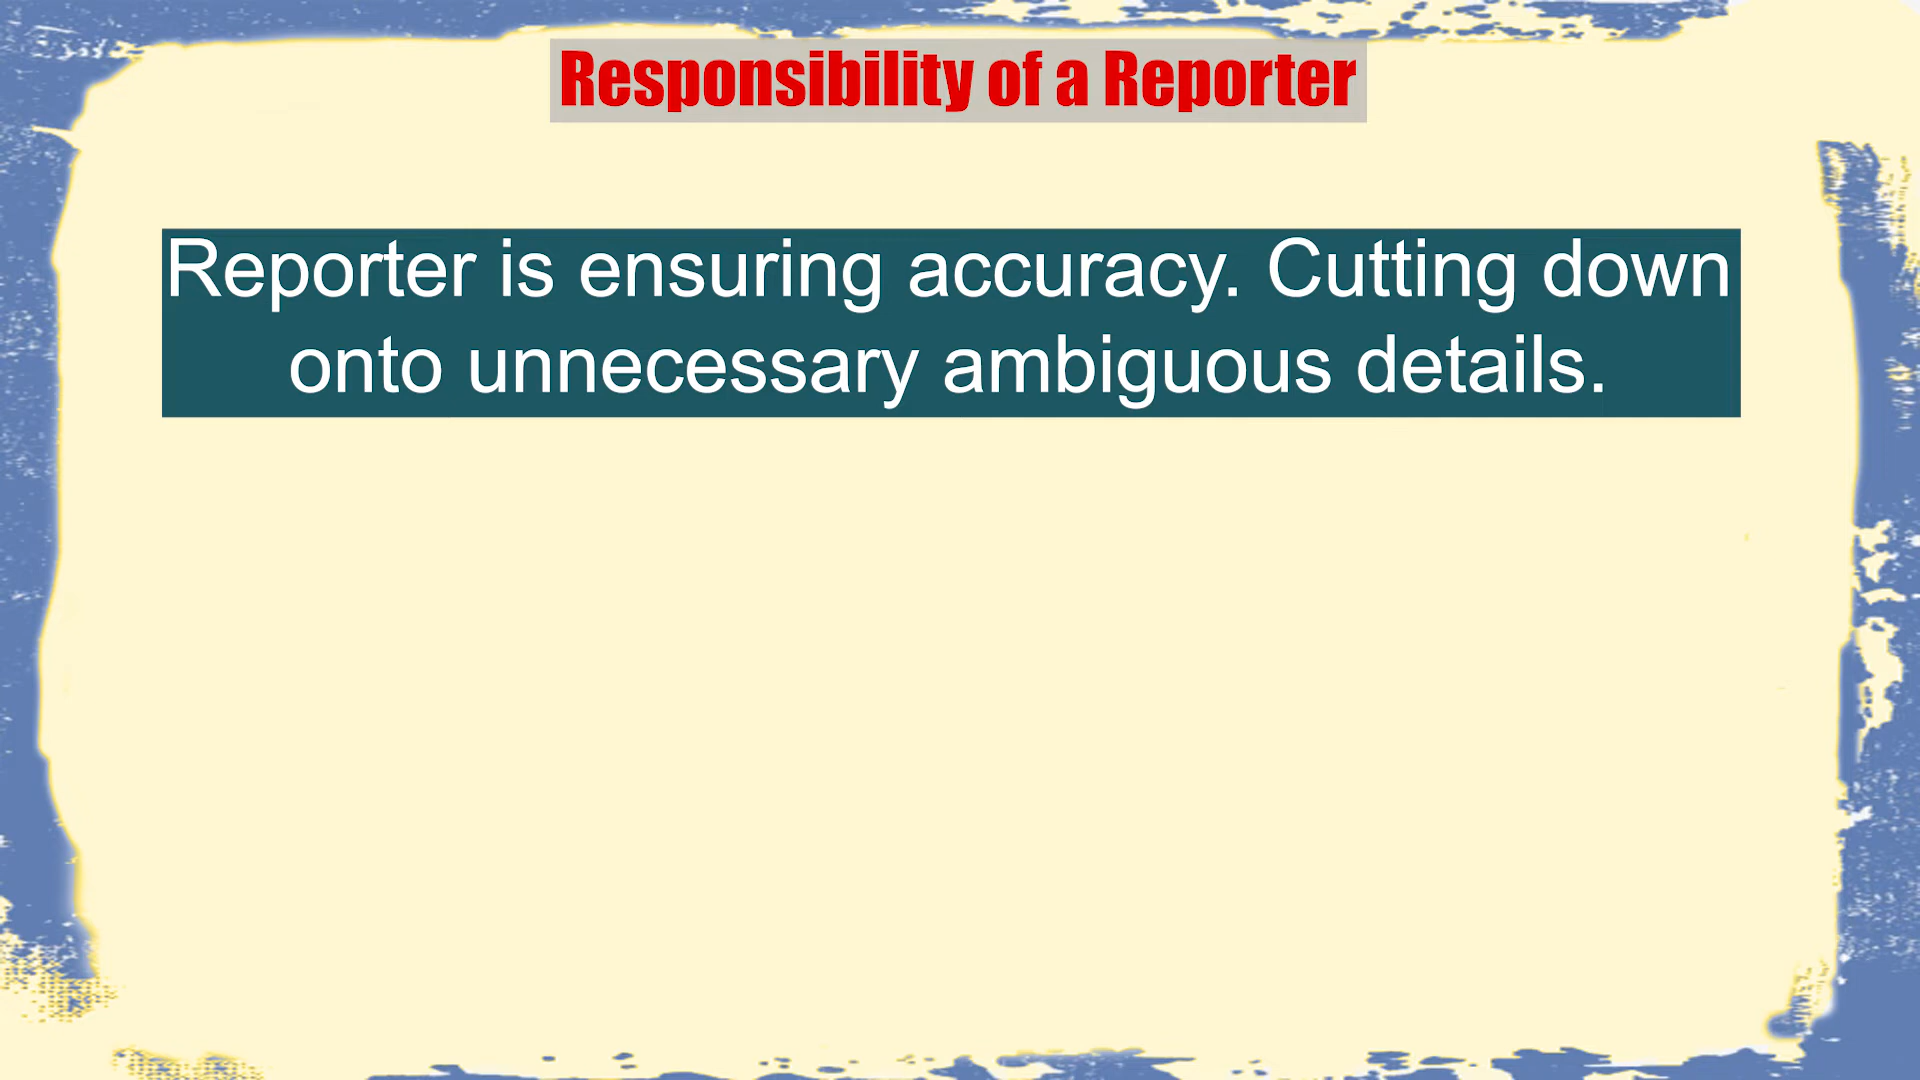 Responsibility of a Reporter
Reporter is ensuring accuracy. Cutting down
onto unnecessary ambiguous details.